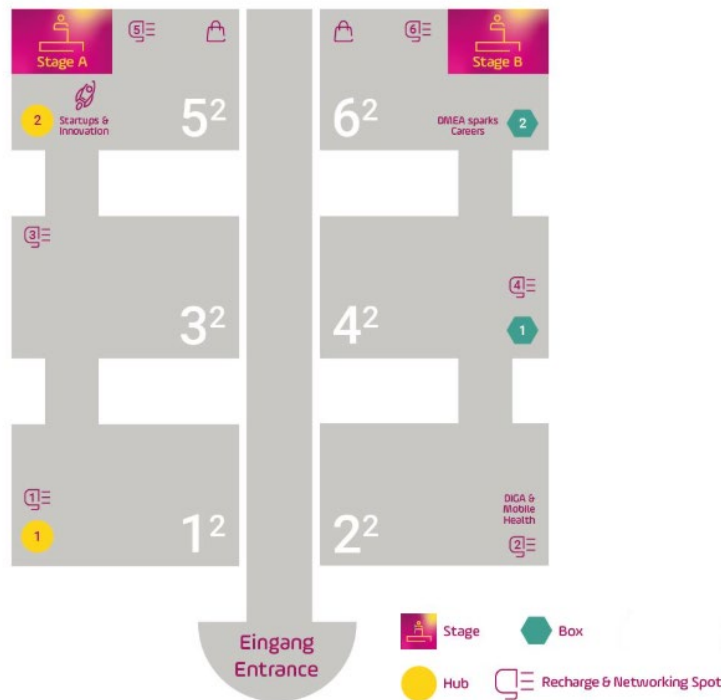 5
6
Stage A
Stage B
2
Startups &
Innovation
5²
6²
DMEA sparks
Careers
2
3
4
3²
4²
1
1
1
1²
2²
DIGA &
Mobile
Health
2
Eingang
Entrance
Stage
Box
Hub
Recharge & Networking Spot